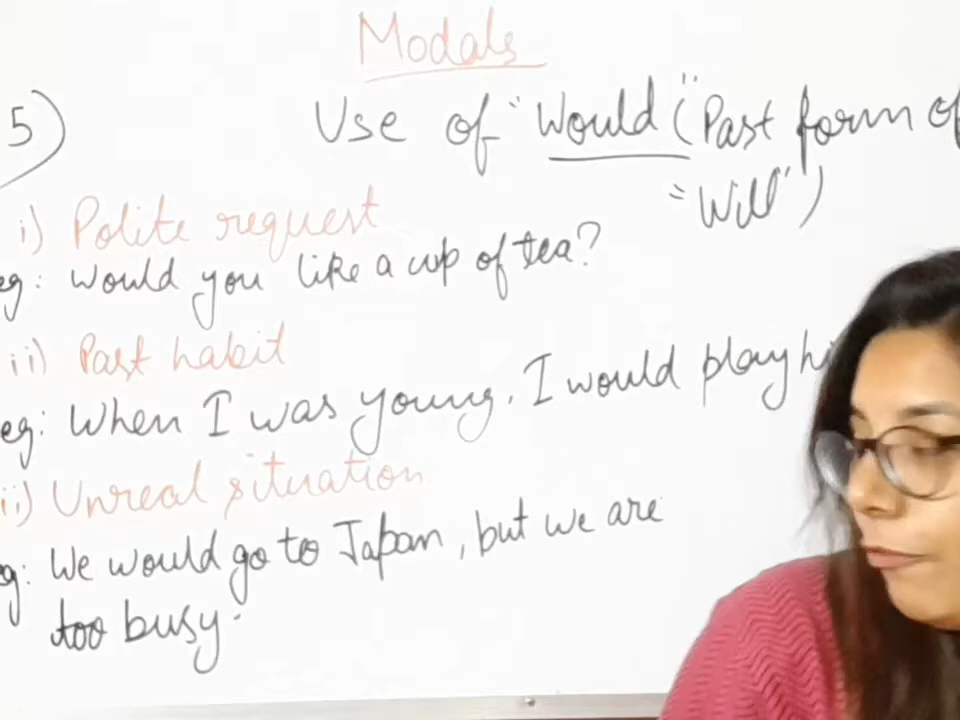 Modals
5) Use of "Would" (Past form of
"Will")
i) Polite request
eg: Would you like a cup of tea?
ii) Past habit
eg: When I was young, I would play hi
ii) Unreal situation
g: We would go to Japan, but we are
too busy.